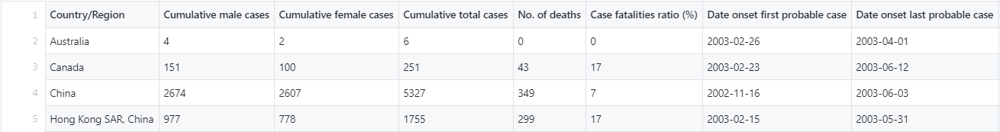 1 Country/Region Cumulative male cases Cumulative female cases Cumulative total cases No. of deaths Case fatalities ratio (%) Date onset first probable case Date onset last probable case
2 Australia 4 2 6 0 0 2003-02-26 2003-04-01
3 Canada 151 100 251 43 17 2003-02-23 2003-06-12
4 China 2674 2607 5327 349 7 2002-11-16 2003-06-03
5 Hong Kong SAR, China 977 778 1755 299 17 2003-02-15 2003-05-31